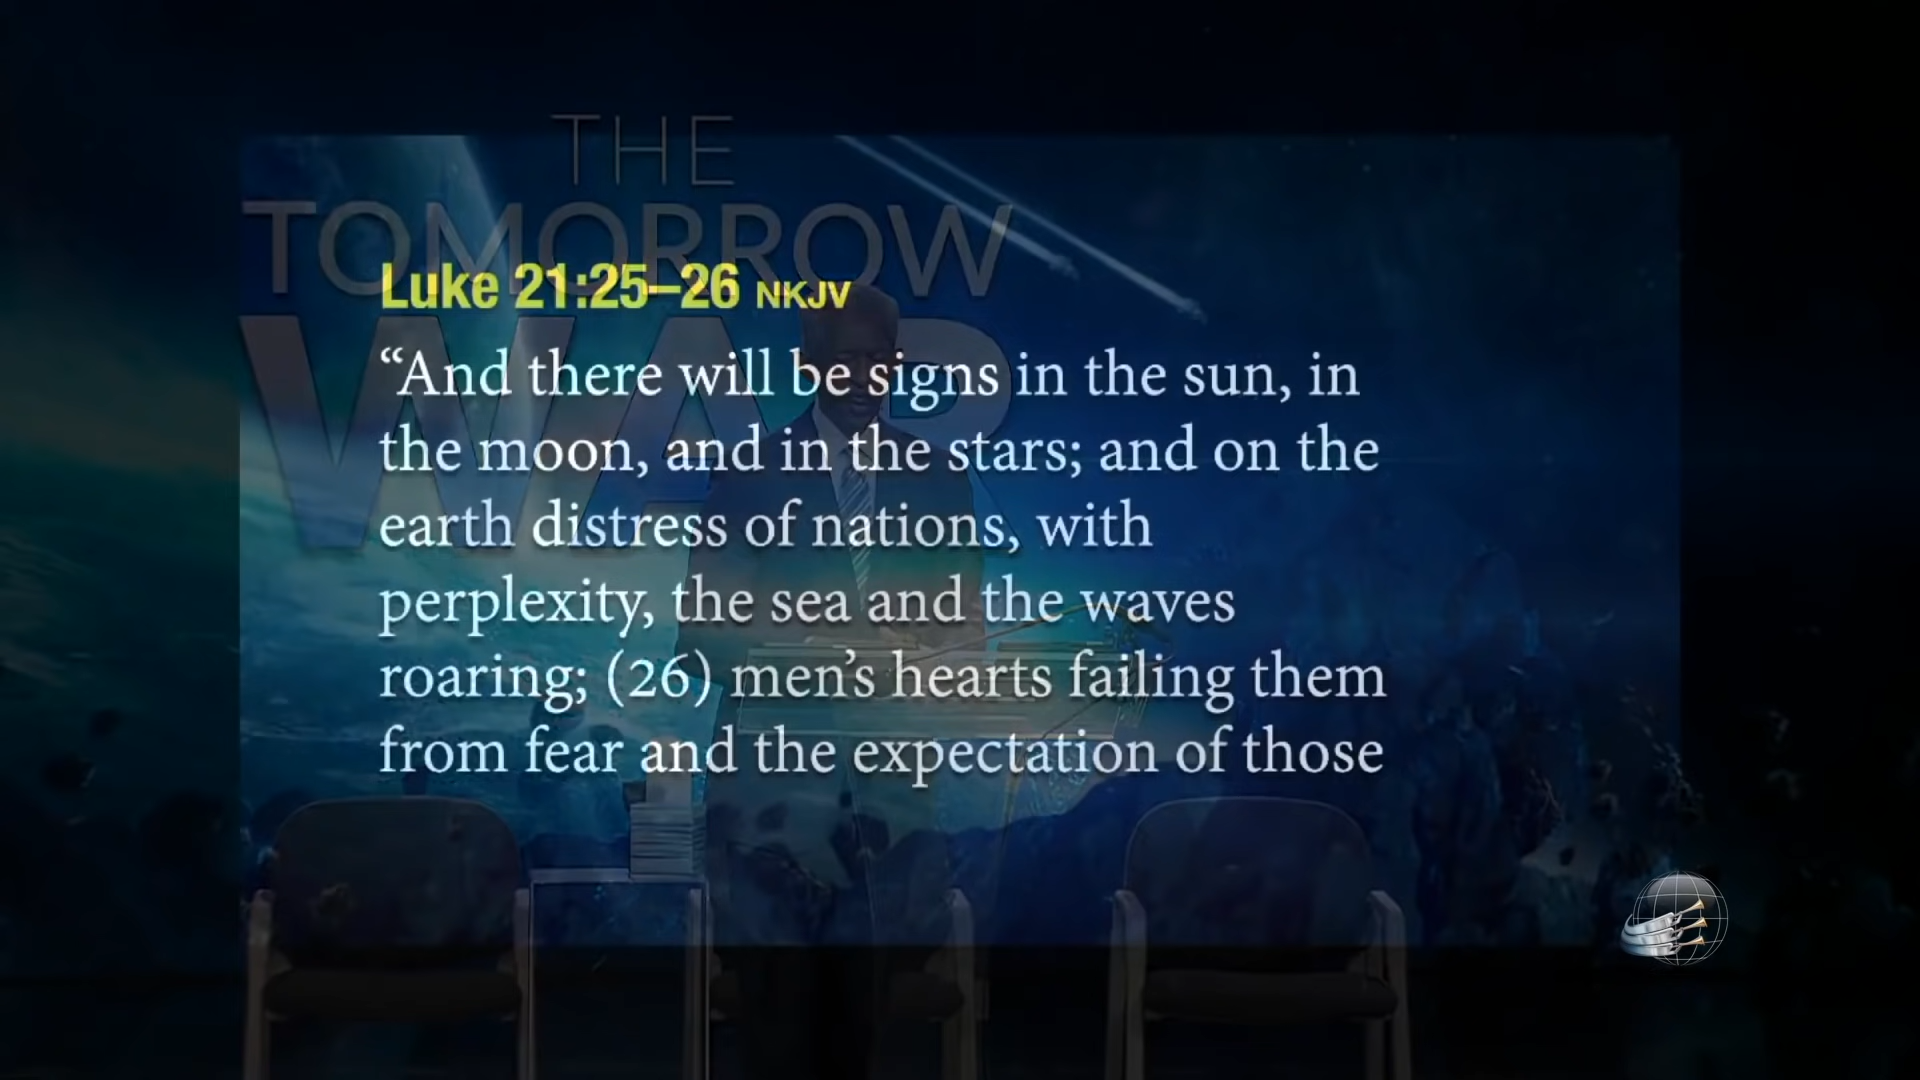 THE
TOMORROW
WAR
Luke 21:25–26 NKJV
“And there will be signs in the sun, in
the moon, and in the stars; and on the
earth distress of nations, with
perplexity, the sea and the waves
roaring; (26) men’s hearts failing them
from fear and the expectation of those